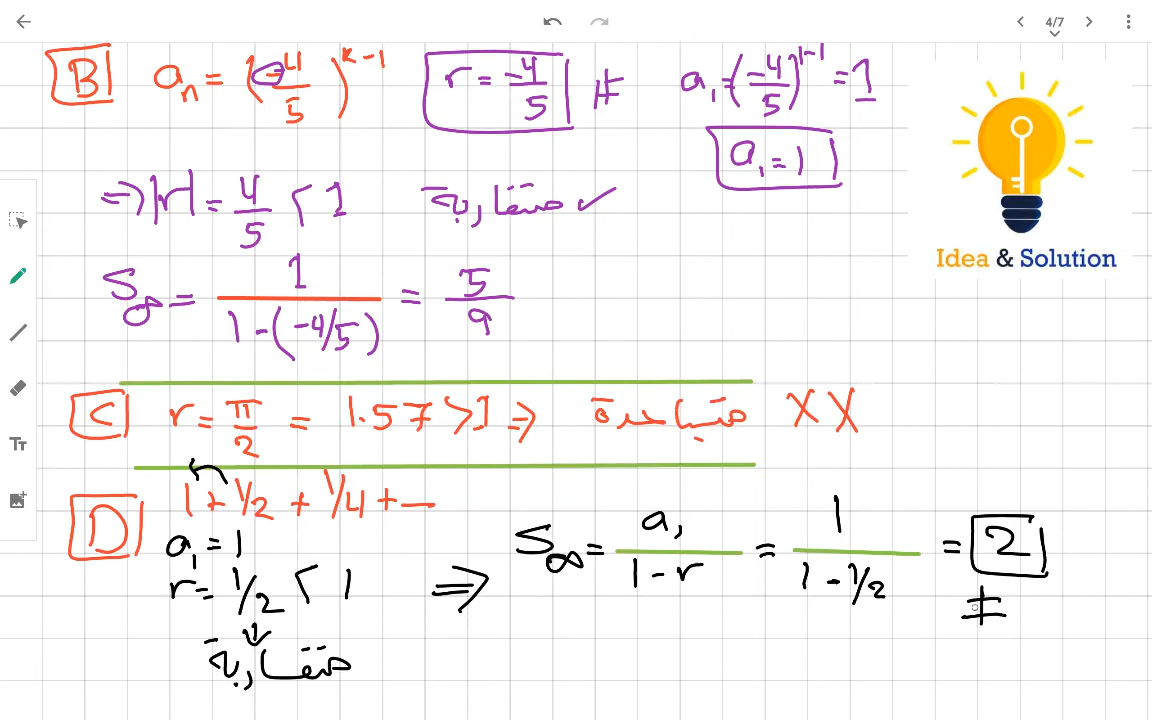 4/7
B aₙ = (-4/5)^(k-1) r = -4/5 # a₁ = (-4/5)^(1-1) = 1
a₁ = 1
⇒ |r| = 4/5 < 1 متقاربة ✓
S∞ = 1/(1-(-4/5)) = 5/9
Idea & Solution
C r = π/2 = 1.57 > 1 ⇒ متباعدة XX
D 1 + 1/2 + 1/4 + —
a₁ = 1
r = 1/2 < 1 ⇒ S∞ = a₁/(1-r) = 1/(1-1/2) = 2 #
↓
متقاربة
Tт